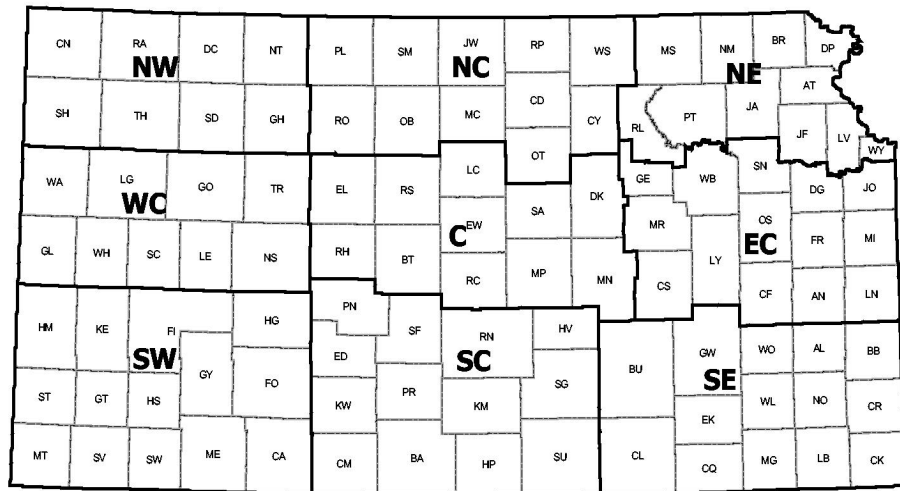 CN RA DC NT PL SM JW RP WS MS NM BR DP
NW NC NE
SH TH SD GH RO OB MC CD CY RL PT JA AT
OT JF LV WY
WA LG GO TR EL RS LC SA DK GE WB SN DG JO
WC C EC
GL WH SC LE NS RH BT EW MR OS FR MI
RC MP MN CS LY CF AN LN
HM KE FI HG PN SF RN HV
SW SC SE
ED BU GW WO AL BB
ST GT HS GY FO KW PR KM SG EK WL NO CR
MT SV SW ME CA CM BA HP SU CL CQ MG LB CK